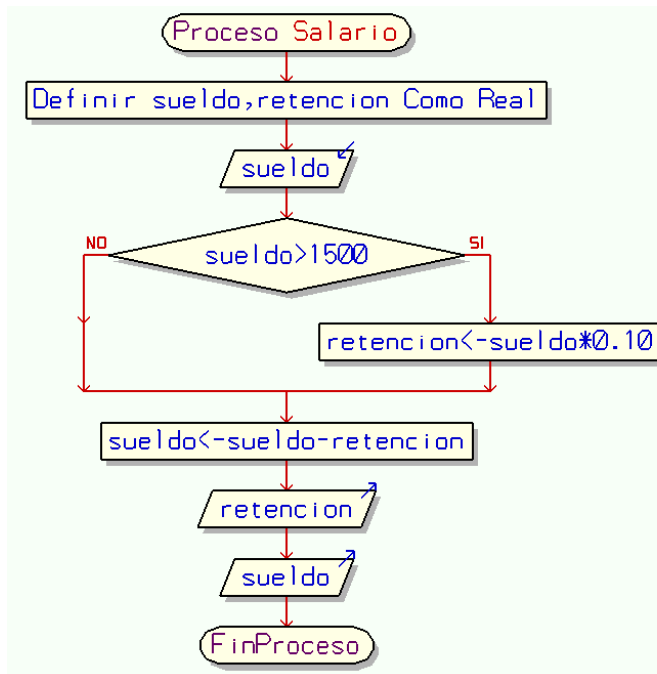 Proceso Salario
Definir sueldo,retencion Como Real
sueldo
sueldo>1500
NO
SI
retencion<-sueldo*0.10
sueldo<-sueldo-retencion
retencion
sueldo
FinProceso